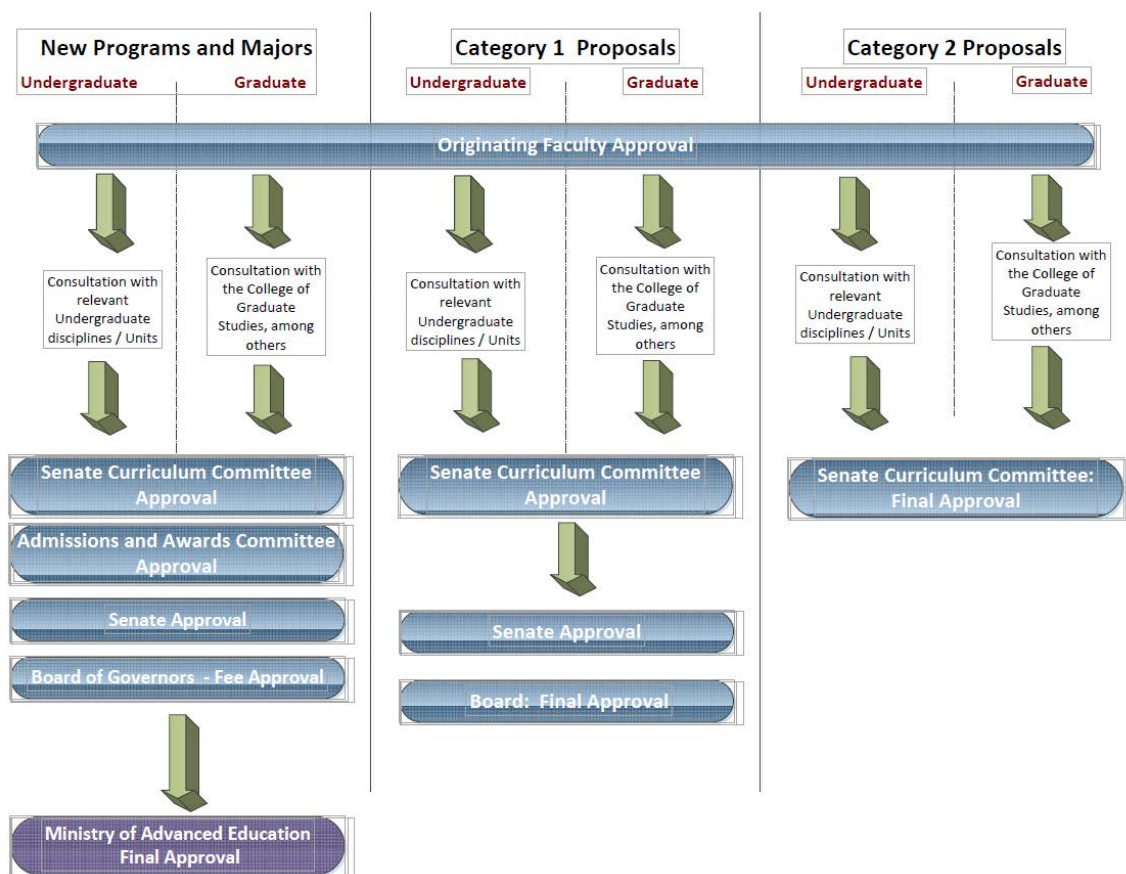 New Programs and Majors
Undergraduate
Graduate
Category 1 Proposals
Undergraduate
Graduate
Category 2 Proposals
Undergraduate
Graduate
Originating Faculty Approval
Consultation with
relevant
Undergraduate
disciplines / Units
Consultation with
the College of
Graduate
Studies, among
others
Consultation with
relevant
Undergraduate
disciplines / Units
Consultation with
the College of
Graduate
Studies, among
others
Consultation with
relevant
Undergraduate
disciplines / Units
Consultation with
the College of
Graduate
Studies, among
others
Senate Curriculum Committee
Approval
Admissions and Awards Committee
Approval
Senate Approval
Board of Governors - Fee Approval
Ministry of Advanced Education
Final Approval
Senate Curriculum Committee
Approval
Senate Approval
Board: Final Approval
Senate Curriculum Committee:
Final Approval